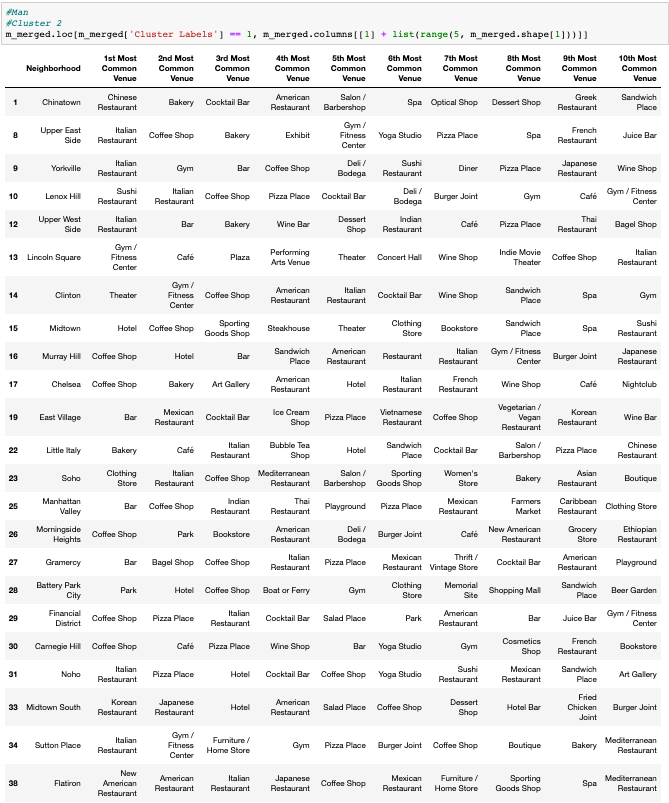 #Man
#Cluster 2
m_merged.loc[m_merged['Cluster Labels'] == 1, m_merged.columns[[1] + list(range(5, m_merged.shape[1]))]]
Neighborhood 1st Most Common Venue 2nd Most Common Venue 3rd Most Common Venue 4th Most Common Venue 5th Most Common Venue 6th Most Common Venue 7th Most Common Venue 8th Most Common Venue 9th Most Common Venue 10th Most Common Venue
1 Chinatown Chinese Restaurant Bakery Cocktail Bar American Restaurant Salon / Barbershop Spa Optical Shop Dessert Shop Greek Restaurant Sandwich Place
8 Upper East Side Italian Restaurant Coffee Shop Bakery Exhibit Gym / Fitness Center Yoga Studio Pizza Place Spa French Restaurant Juice Bar
9 Yorkville Italian Restaurant Gym Bar Coffee Shop Deli / Bodega Sushi Restaurant Diner Pizza Place Japanese Restaurant Wine Shop
10 Lenox Hill Sushi Restaurant Italian Restaurant Coffee Shop Pizza Place Cocktail Bar Deli / Bodega Burger Joint Gym Café Gym / Fitness Center
12 Upper West Side Italian Restaurant Bar Bakery Wine Bar Dessert Shop Indian Restaurant Café Pizza Place Thai Restaurant Bagel Shop
13 Lincoln Square Gym / Fitness Center Café Plaza Performing Arts Venue Theater Concert Hall Wine Shop Indie Movie Theater Coffee Shop Italian Restaurant
14 Clinton Theater Gym / Fitness Center Coffee Shop American Restaurant Italian Restaurant Cocktail Bar Wine Shop Sandwich Place Spa Gym
15 Midtown Hotel Coffee Shop Sporting Goods Shop Steakhouse Theater Clothing Store Bookstore Sandwich Place Spa Sushi Restaurant
16 Murray Hill Coffee Shop Hotel Bar Sandwich Place American Restaurant Restaurant Italian Restaurant Gym / Fitness Center Burger Joint Japanese Restaurant
17 Chelsea Coffee Shop Bakery Art Gallery American Restaurant Hotel Italian Restaurant French Restaurant Wine Shop Café Nightclub
19 East Village Bar Mexican Restaurant Cocktail Bar Ice Cream Shop Pizza Place Vietnamese Restaurant Coffee Shop Vegetarian / Vegan Restaurant Korean Restaurant Wine Bar
22 Little Italy Bakery Café Italian Restaurant Bubble Tea Shop Hotel Sandwich Place Cocktail Bar Salon / Barbershop Pizza Place Chinese Restaurant
23 Soho Clothing Store Italian Restaurant Coffee Shop Mediterranean Restaurant Salon / Barbershop Sporting Goods Shop Women's Store Bakery Asian Restaurant Boutique
25 Manhattan Valley Bar Coffee Shop Indian Restaurant Thai Restaurant Playground Pizza Place Mexican Restaurant Farmers Market Caribbean Restaurant Clothing Store
26 Morningside Heights Coffee Shop Park Bookstore American Restaurant Deli / Bodega Burger Joint Café New American Restaurant Grocery Store Ethiopian Restaurant
27 Gramercy Bar Bagel Shop Coffee Shop Italian Restaurant Pizza Place Mexican Restaurant Thrift / Vintage Store Cocktail Bar American Restaurant Playground
28 Battery Park City Park Hotel Coffee Shop Boat or Ferry Gym Clothing Store Memorial Site Shopping Mall Sandwich Place Beer Garden
29 Financial District Coffee Shop Pizza Place Italian Restaurant Cocktail Bar Salad Place Park American Restaurant Bar Juice Bar Gym / Fitness Center
30 Carnegie Hill Coffee Shop Café Pizza Place Wine Shop Bar Yoga Studio Gym Cosmetics Shop French Restaurant Bookstore
31 Noho Italian Restaurant Pizza Place Hotel Cocktail Bar Coffee Shop Yoga Studio Sushi Restaurant Mexican Restaurant Sandwich Place Art Gallery
33 Midtown South Korean Restaurant Japanese Restaurant Hotel American Restaurant Salad Place Coffee Shop Dessert Shop Hotel Bar Fried Chicken Joint Burger Joint
34 Sutton Place Italian Restaurant Gym / Fitness Center Furniture / Home Store Gym Pizza Place Burger Joint Coffee Shop Boutique Bakery Mediterranean Restaurant
38 Flatiron New American Restaurant American Restaurant Italian Restaurant Japanese Restaurant Coffee Shop Mexican Restaurant Furniture / Home Store Sporting Goods Shop Spa Mediterranean Restaurant